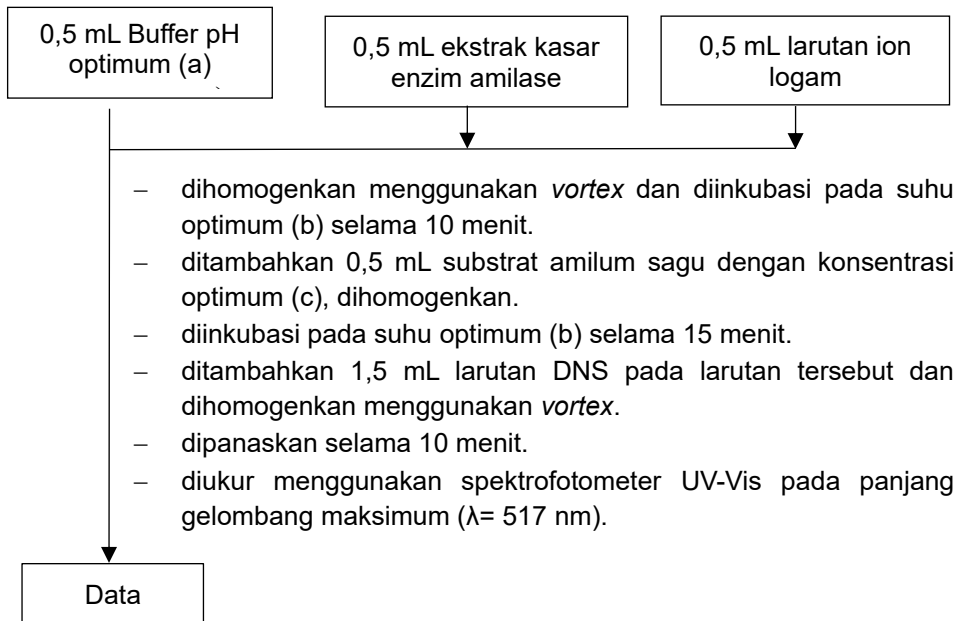 0,5 mL Buffer pH
optimum (a)
0,5 mL ekstrak kasar
enzim amilase
0,5 mL larutan ion
logam
– dihomogenkan menggunakan vortex dan diinkubasi pada suhu
optimum (b) selama 10 menit.
– ditambahkan 0,5 mL substrat amilum sagu dengan konsentrasi
optimum (c), dihomogenkan.
– diinkubasi pada suhu optimum (b) selama 15 menit.
– ditambahkan 1,5 mL larutan DNS pada larutan tersebut dan
dihomogenkan menggunakan vortex.
– dipanaskan selama 10 menit.
– diukur menggunakan spektrofotometer UV-Vis pada panjang
gelombang maksimum (λ= 517 nm).
Data